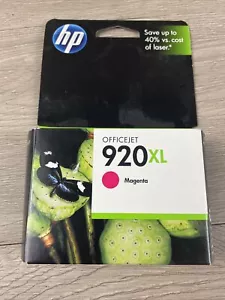 hp
Save up to
40% vs. cost
of laser.*
OFFICEJET
920XL
Magenta